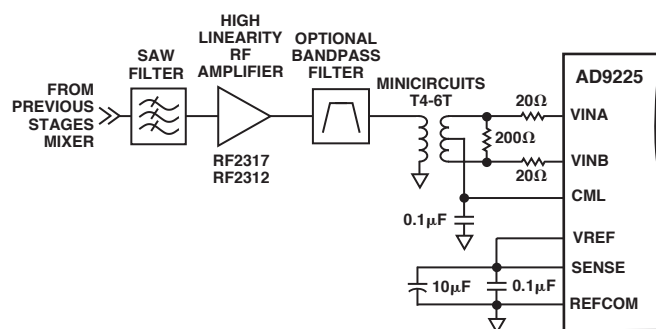 FROM
PREVIOUS
STAGES
MIXER
SAW
FILTER
HIGH
LINEARITY
RF
AMPLIFIER
RF2317
RF2312
OPTIONAL
BANDPASS
FILTER
MINICIRCUITS
T4-6T
200Ω
20Ω
20Ω
0.1µF
10µF
0.1µF
AD9225
VINA
VINB
CML
VREF
SENSE
REFCOM